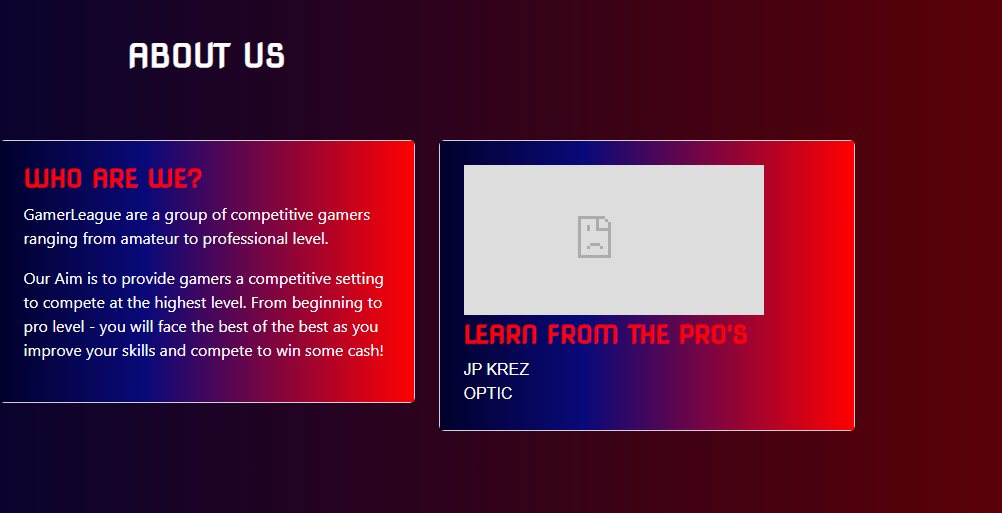 ABOUT US
WHO ARE WE?
GamerLeague are a group of competitive gamers
ranging from amateur to professional level.
Our Aim is to provide gamers a competitive setting
to compete at the highest level. From beginning to
pro level - you will face the best of the best as you
improve your skills and compete to win some cash!
LEARN FROM THE PRO'S
JP KREZ
OPTIC